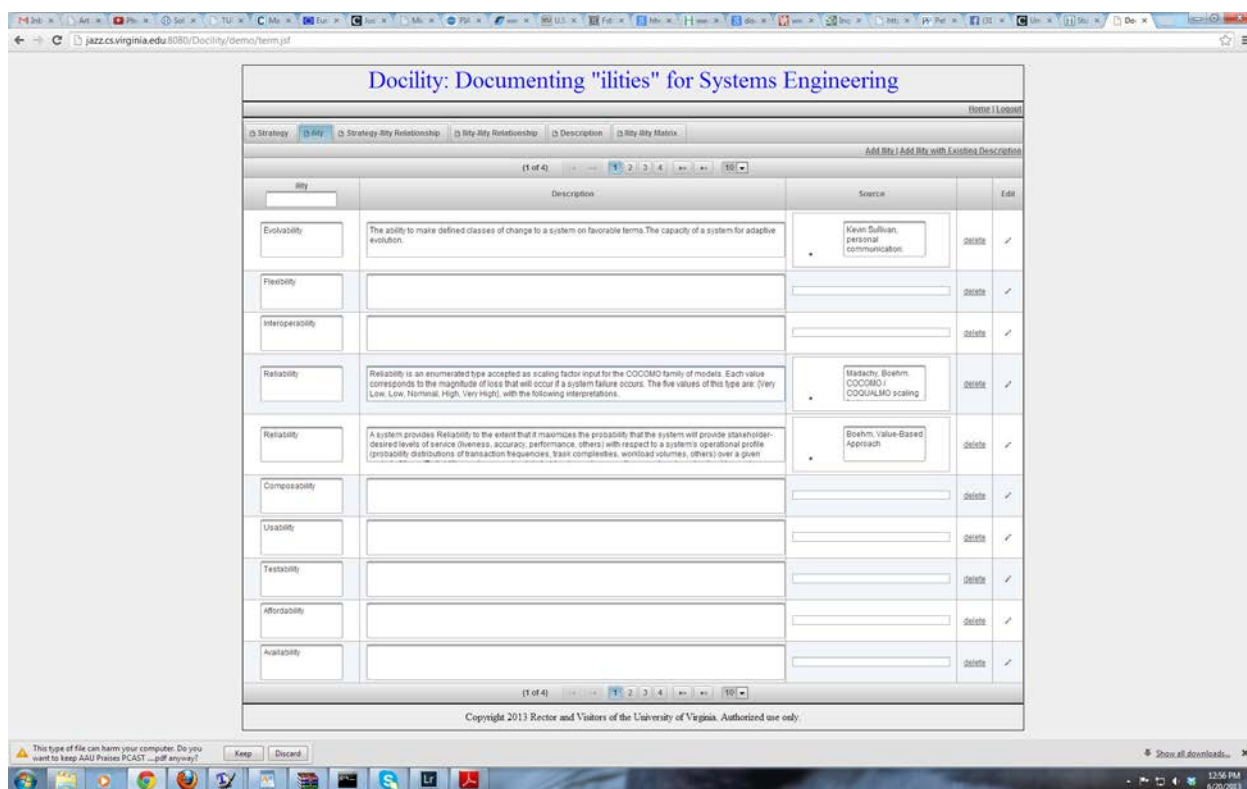 jazz.cs.virginia.edu:8080/Docility/demo/term.jsf
Docility: Documenting "ilities" for Systems Engineering
Home | Logout
Strategy Ility Strategy-Ility Relationship Ility-Ility Relationship Description Ility Ility Matrix
Add Ility | Add Ility with Existing Description
(1 of 4) 1 2 3 4 10
Ility Description Source Edit
Evolvability
The ability to make defined classes of change to a system on favorable terms.The capacity of a system for adaptive
evolution.
Kevin Sullivan,
personal
communication.
delete
Flexibility
delete
Interoperability
delete
Reliability
Reliability is an enumerated type accepted as scaling factor input for the COCOMO family of models. Each value
corresponds to the magnitude of loss that will occur if a system failure occurs. The five values of this type are: {Very
Low, Low, Nominal, High, Very High}, with the following interpretations.
Madachy, Boehm.
COCOMO /
COQUALMO scaling
delete
Reliability
A system provides Reliability to the extent that it maximizes the probability that the system will provide stakeholder-
desired levels of service (liveness, accuracy, performance, others) with respect to a system's operational profile
(probability distributions of transaction frequencies, complexities, workload volumes, others) over a given
Boehm, Value-Based
Approach
delete
Composability
delete
Usability
delete
Testability
delete
Affordability
delete
Availability
delete
(1 of 4) 1 2 3 4 10
Copyright 2013 Rector and Visitors of the University of Virginia. Authorized use only.
This type of file can harm your computer. Do you
want to keep AAU Praises PCAST ....pdf anyway?
Keep Discard
Show all downloads...
12:56 PM
6/20/2013